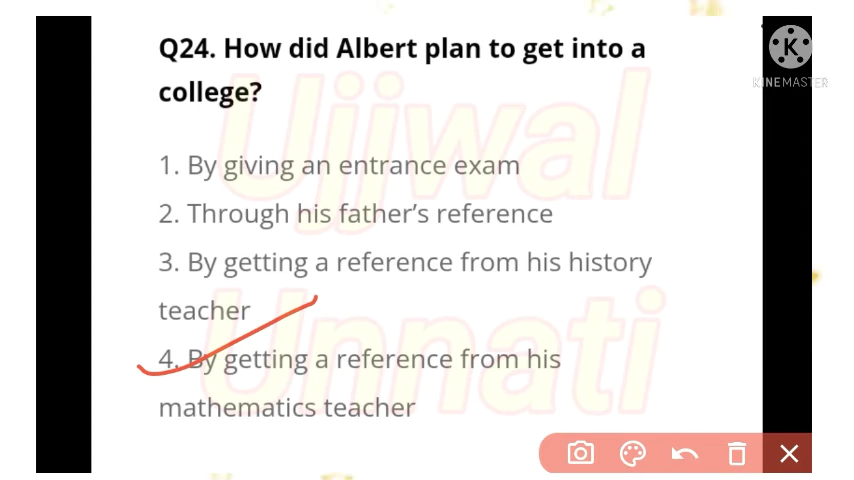 Q24. How did Albert plan to get into a
college?
K
KINEMASTER
Ujjwal
1. By giving an entrance exam
2. Through his father’s reference
3. By getting a reference from his history
teacher
Unnati
4. By getting a reference from his
mathematics teacher